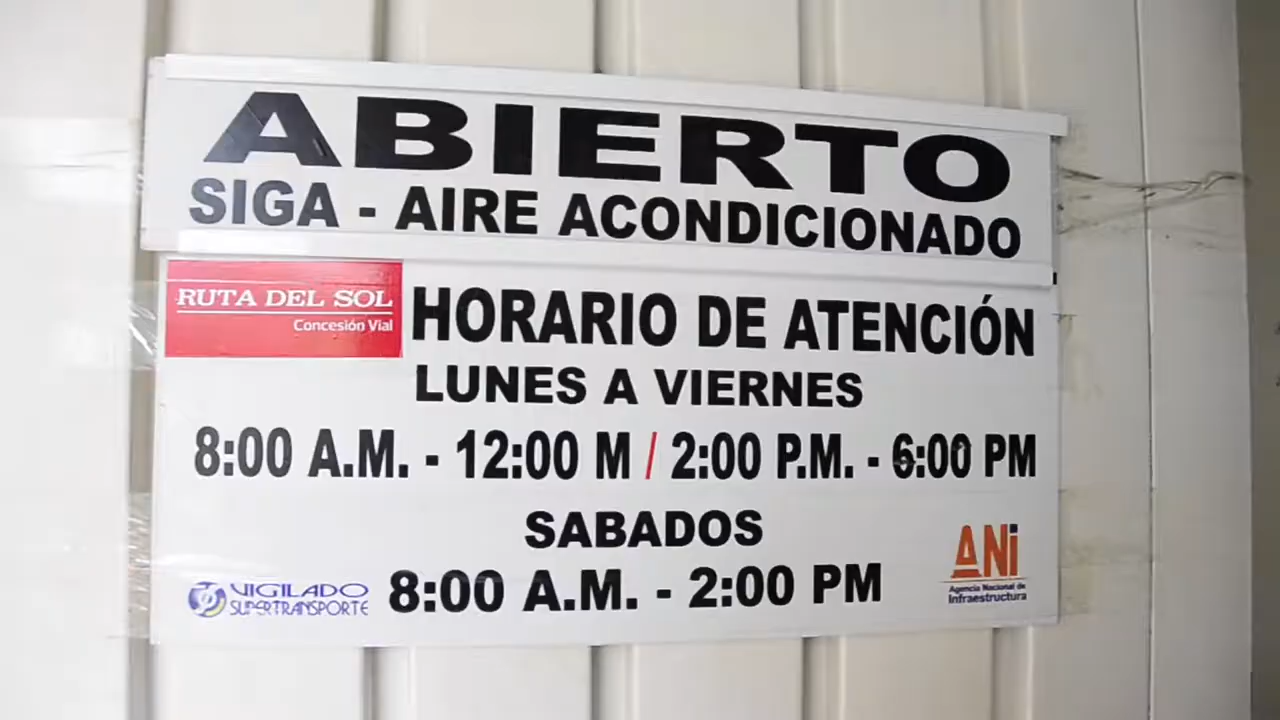 ABIERTO
SIGA - AIRE ACONDICIONADO
RUTA DEL SOL
Concesión Vial
HORARIO DE ATENCIÓN
LUNES A VIERNES
8:00 A.M. - 12:00 M / 2:00 P.M. - 6:00 PM
SABADOS
8:00 A.M. - 2:00 PM
VIGILADO
SUPERTRANSPORTE
ANi
Agencia Nacional de
Infraestructura